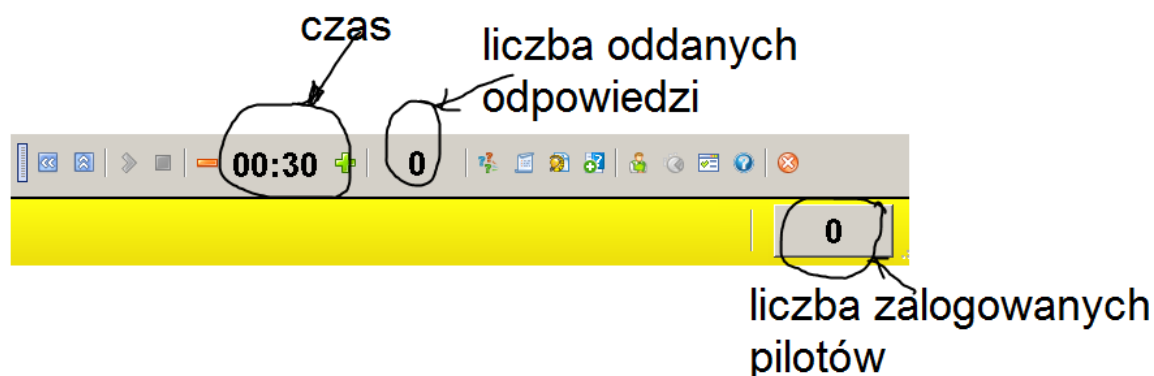 czas
liczba oddanych
odpowiedzi
00:30 0
0
liczba zalogowanych
pilotów